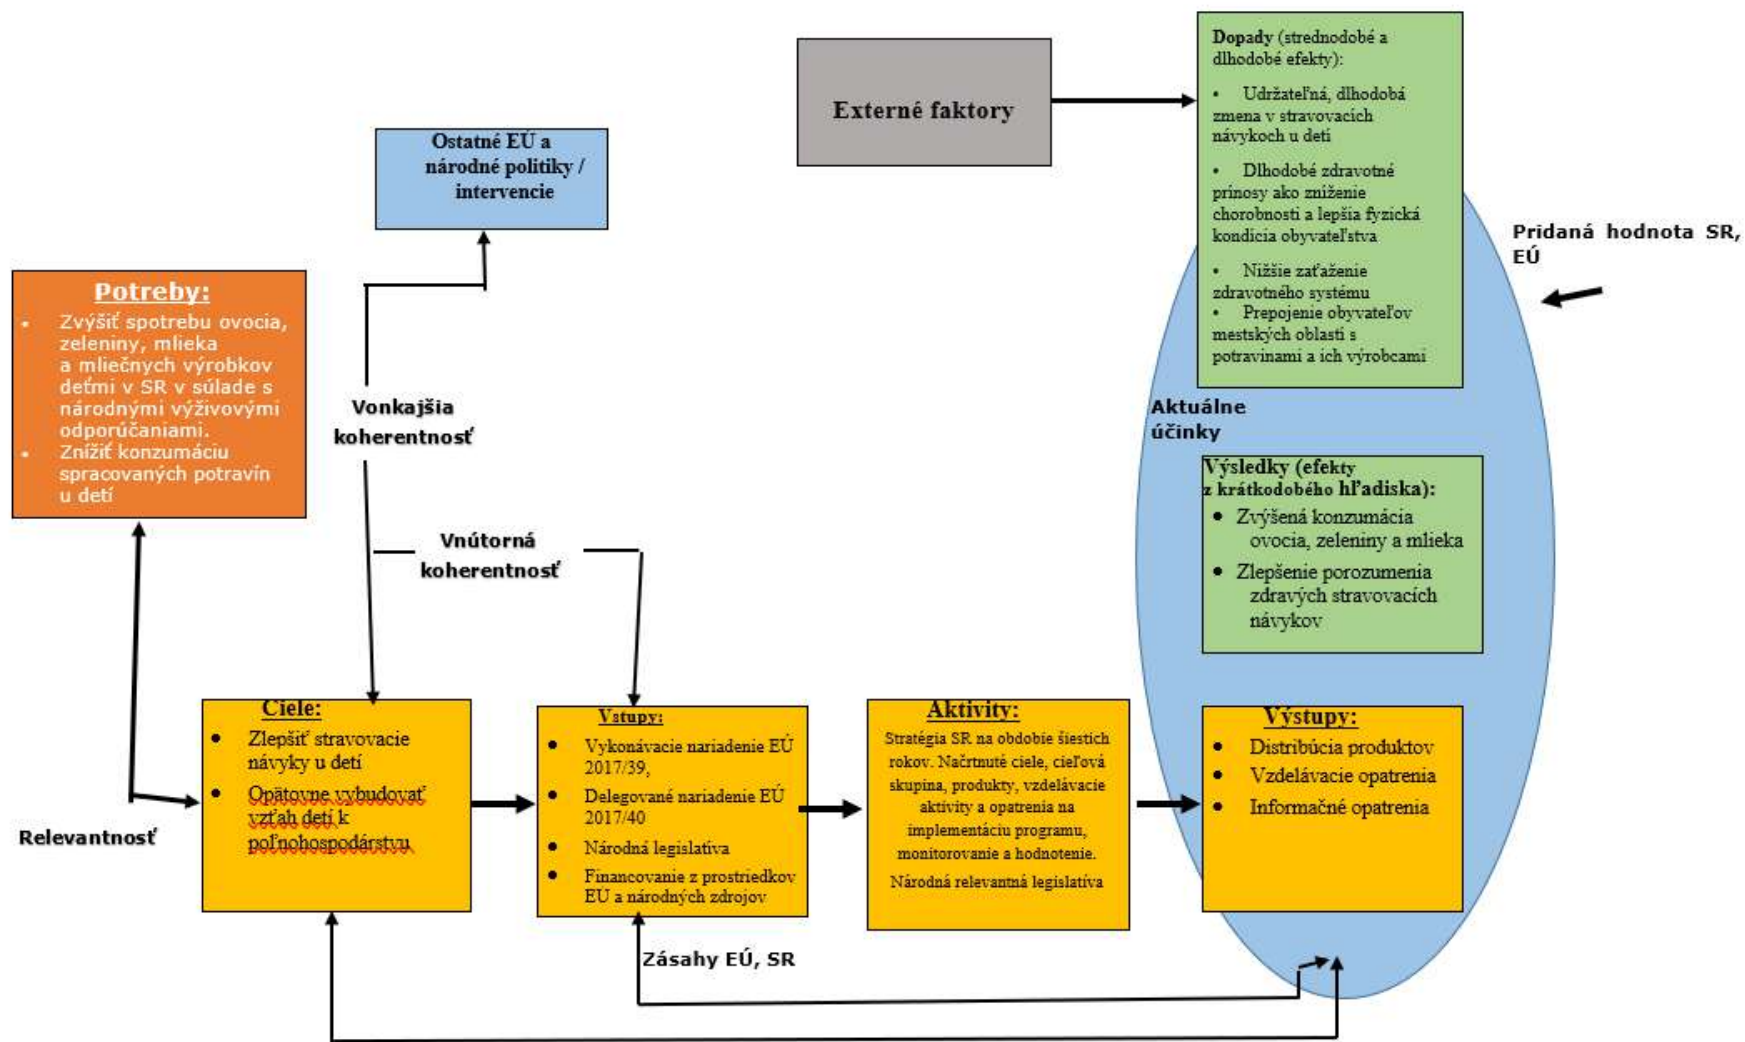 Dopady (strednodobé a
dlhodobé efekty):
• Udržateľná, dlhodobá
zmena v stravovacích
návykoch u detí
• Dlhodobé zdravotné
prínosy ako zníženie
chorobnosti a lepšia fyzická
kondícia obyvateľstva
• Nižšie zaťaženie
zdravotného systému
• Prepojenie obyvateľov
mestských oblastí s
potravinami a ich výrobcami
Externé faktory
Ostatné EÚ a
národné politiky /
intervencie
Pridaná hodnota SR,
EÚ
Potreby:
• Zvýšiť spotrebu ovocia,
zeleniny, mlieka
a mliečnych výrobkov
deťmi v SR v súlade s
národnými výživovými
odporúčaniami.
• Znížiť konzumáciu
spracovaných potravín
u detí
Vonkajšia
koherentnosť
Aktuálne
účinky
Výsledky (efekty
z krátkodobého hľadiska):
• Zvýšená konzumácia
ovocia, zeleniny a mlieka
• Zlepšenie porozumenia
zdravých stravovacích
návykov
Vnútorná
koherentnosť
Relevantnosť
Ciele:
• Zlepšiť stravovacie
návyky u detí
• Opätovne vybudovať
vzťah detí k
poľnohospodárstvu
Vstupy:
• Vykonávacie nariadenie EÚ
2017/39,
• Delegované nariadenie EÚ
2017/40
• Národná legislatíva
• Financovanie z prostriedkov
EÚ a národných zdrojov
Aktivity:
Stratégia SR na obdobie šiestich
rokov. Načrtnuté ciele, cieľová
skupina, produkty, vzdelávacie
aktivity a opatrenia na
implementáciu programu,
monitorovanie a hodnotenie.
Národná relevantná legislatíva
Výstupy:
• Distribúcia produktov
• Vzdelávacie opatrenia
• Informačné opatrenia
Zásahy EÚ, SR